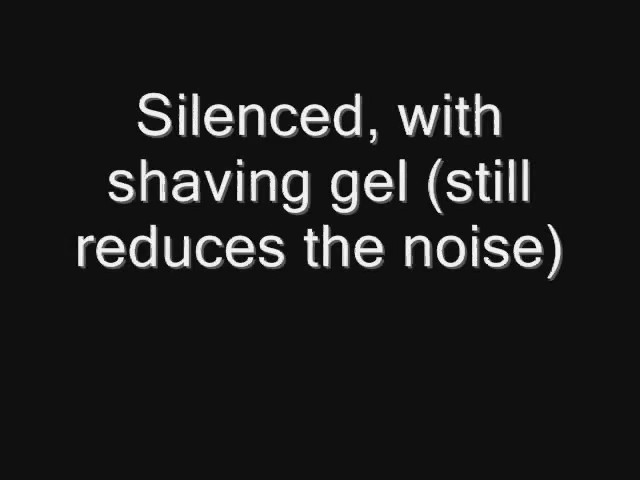 Silenced, with
shaving gel (still
reduces the noise)